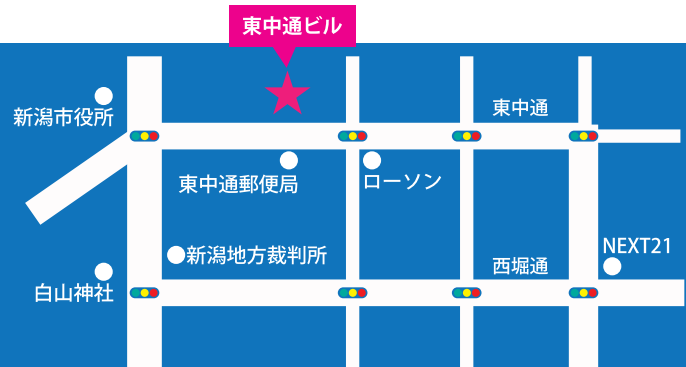 東中通ビル
東中通
新潟市役所
東中通郵便局
ローソン
新潟地方裁判所
西堀通
NEXT21
白山神社